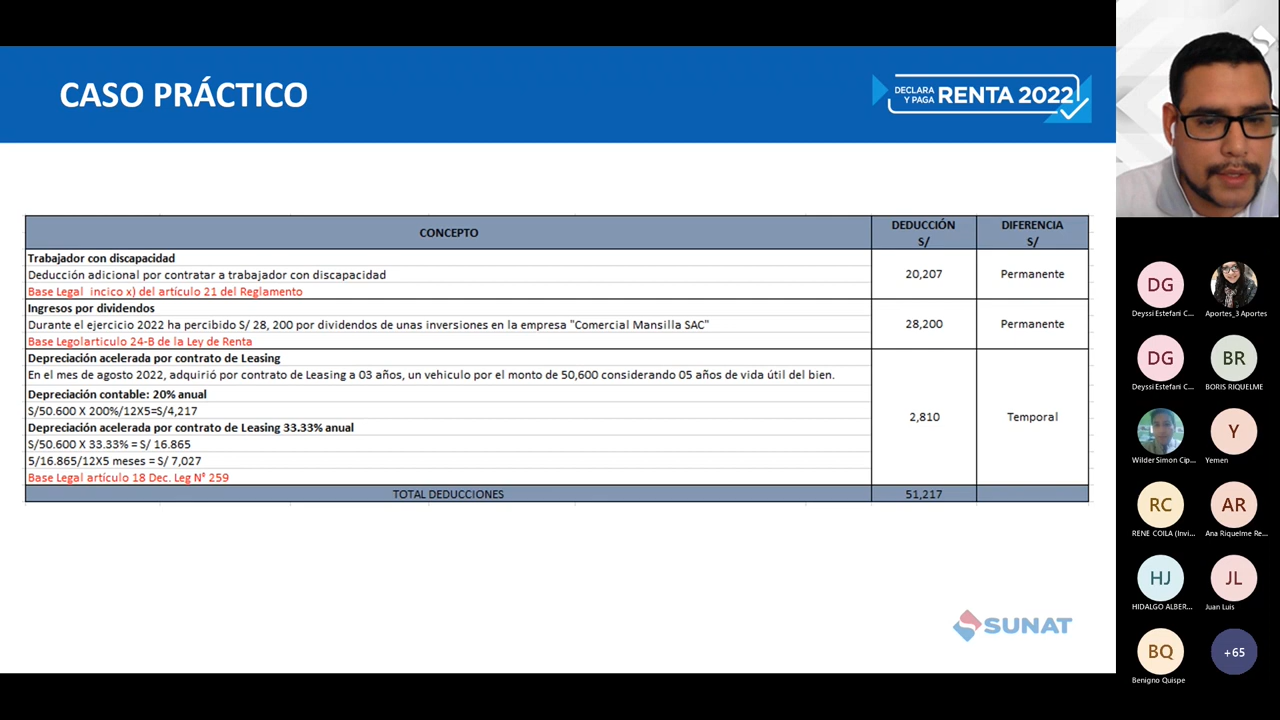 CASO PRÁCTICO
DECLARA
Y PAGA RENTA 2022
CONCEPTO
DEDUCCIÓN
S/
DIFERENCIA
S/
Trabajador con discapacidad
Deducción adicional por contratar a trabajador con discapacidad
Base Legal incico x) del artículo 21 del Reglamento
20,207
Permanente
Ingresos por dividendos
Durante el ejercicio 2022 ha percibido S/ 28, 200 por dividendos de unas inversiones en la empresa "Comercial Mansilla SAC"
Base Legolarticulo 24-B de la Ley de Renta
28,200
Permanente
Depreciación acelerada por contrato de Leasing
En el mes de agosto 2022, adquirió por contrato de Leasing a 03 años, un vehiculo por el monto de 50,600 considerando 05 años de vida útil del bien.
Depreciación contable: 20% anual
S/50.600 X 200%/12X5=S/4,217
Depreciación acelerada por contrato de Leasing 33.33% anual
S/50.600 X 33.33% = S/ 16.865
S/16.865/12X5 meses = S/ 7,027
Base Legal artículo 18 Dec. Leg N° 259
2,810
Temporal
TOTAL DEDUCCIONES
51,217
SUNAT
DG
Deyssi Estefani C...
Aportes_3 Aportes
DG
Deyssi Estefani C...
BR
BORIS RIQUELME
Wilder Simon Cip...
Y
Yemen
RC
RENE COILA (Invi...
AR
Ana Riquelme Re...
HJ
HIDALGO ALBER...
JL
Juan Luis
BQ
Benigno Quispe
+65